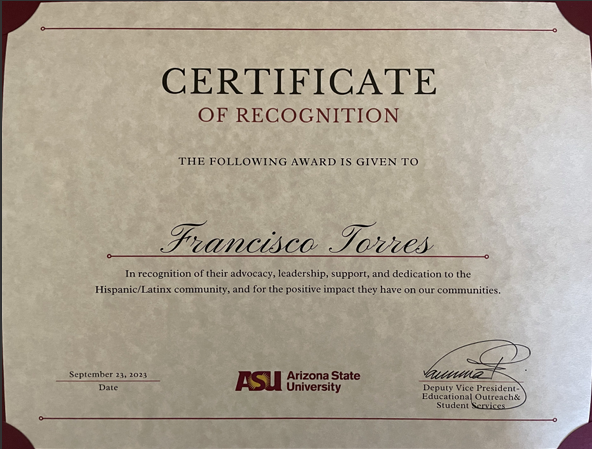 CERTIFICATE
OF RECOGNITION
THE FOLLOWING AWARD IS GIVEN TO
Francisco Torres
In recognition of their advocacy, leadership, support, and dedication to the
Hispanic/Latinx community, and for the positive impact they have on our communities.
September 23, 2023
Date
ASU Arizona State
University
Deputy Vice President-
Educational Outreach&
Student Services